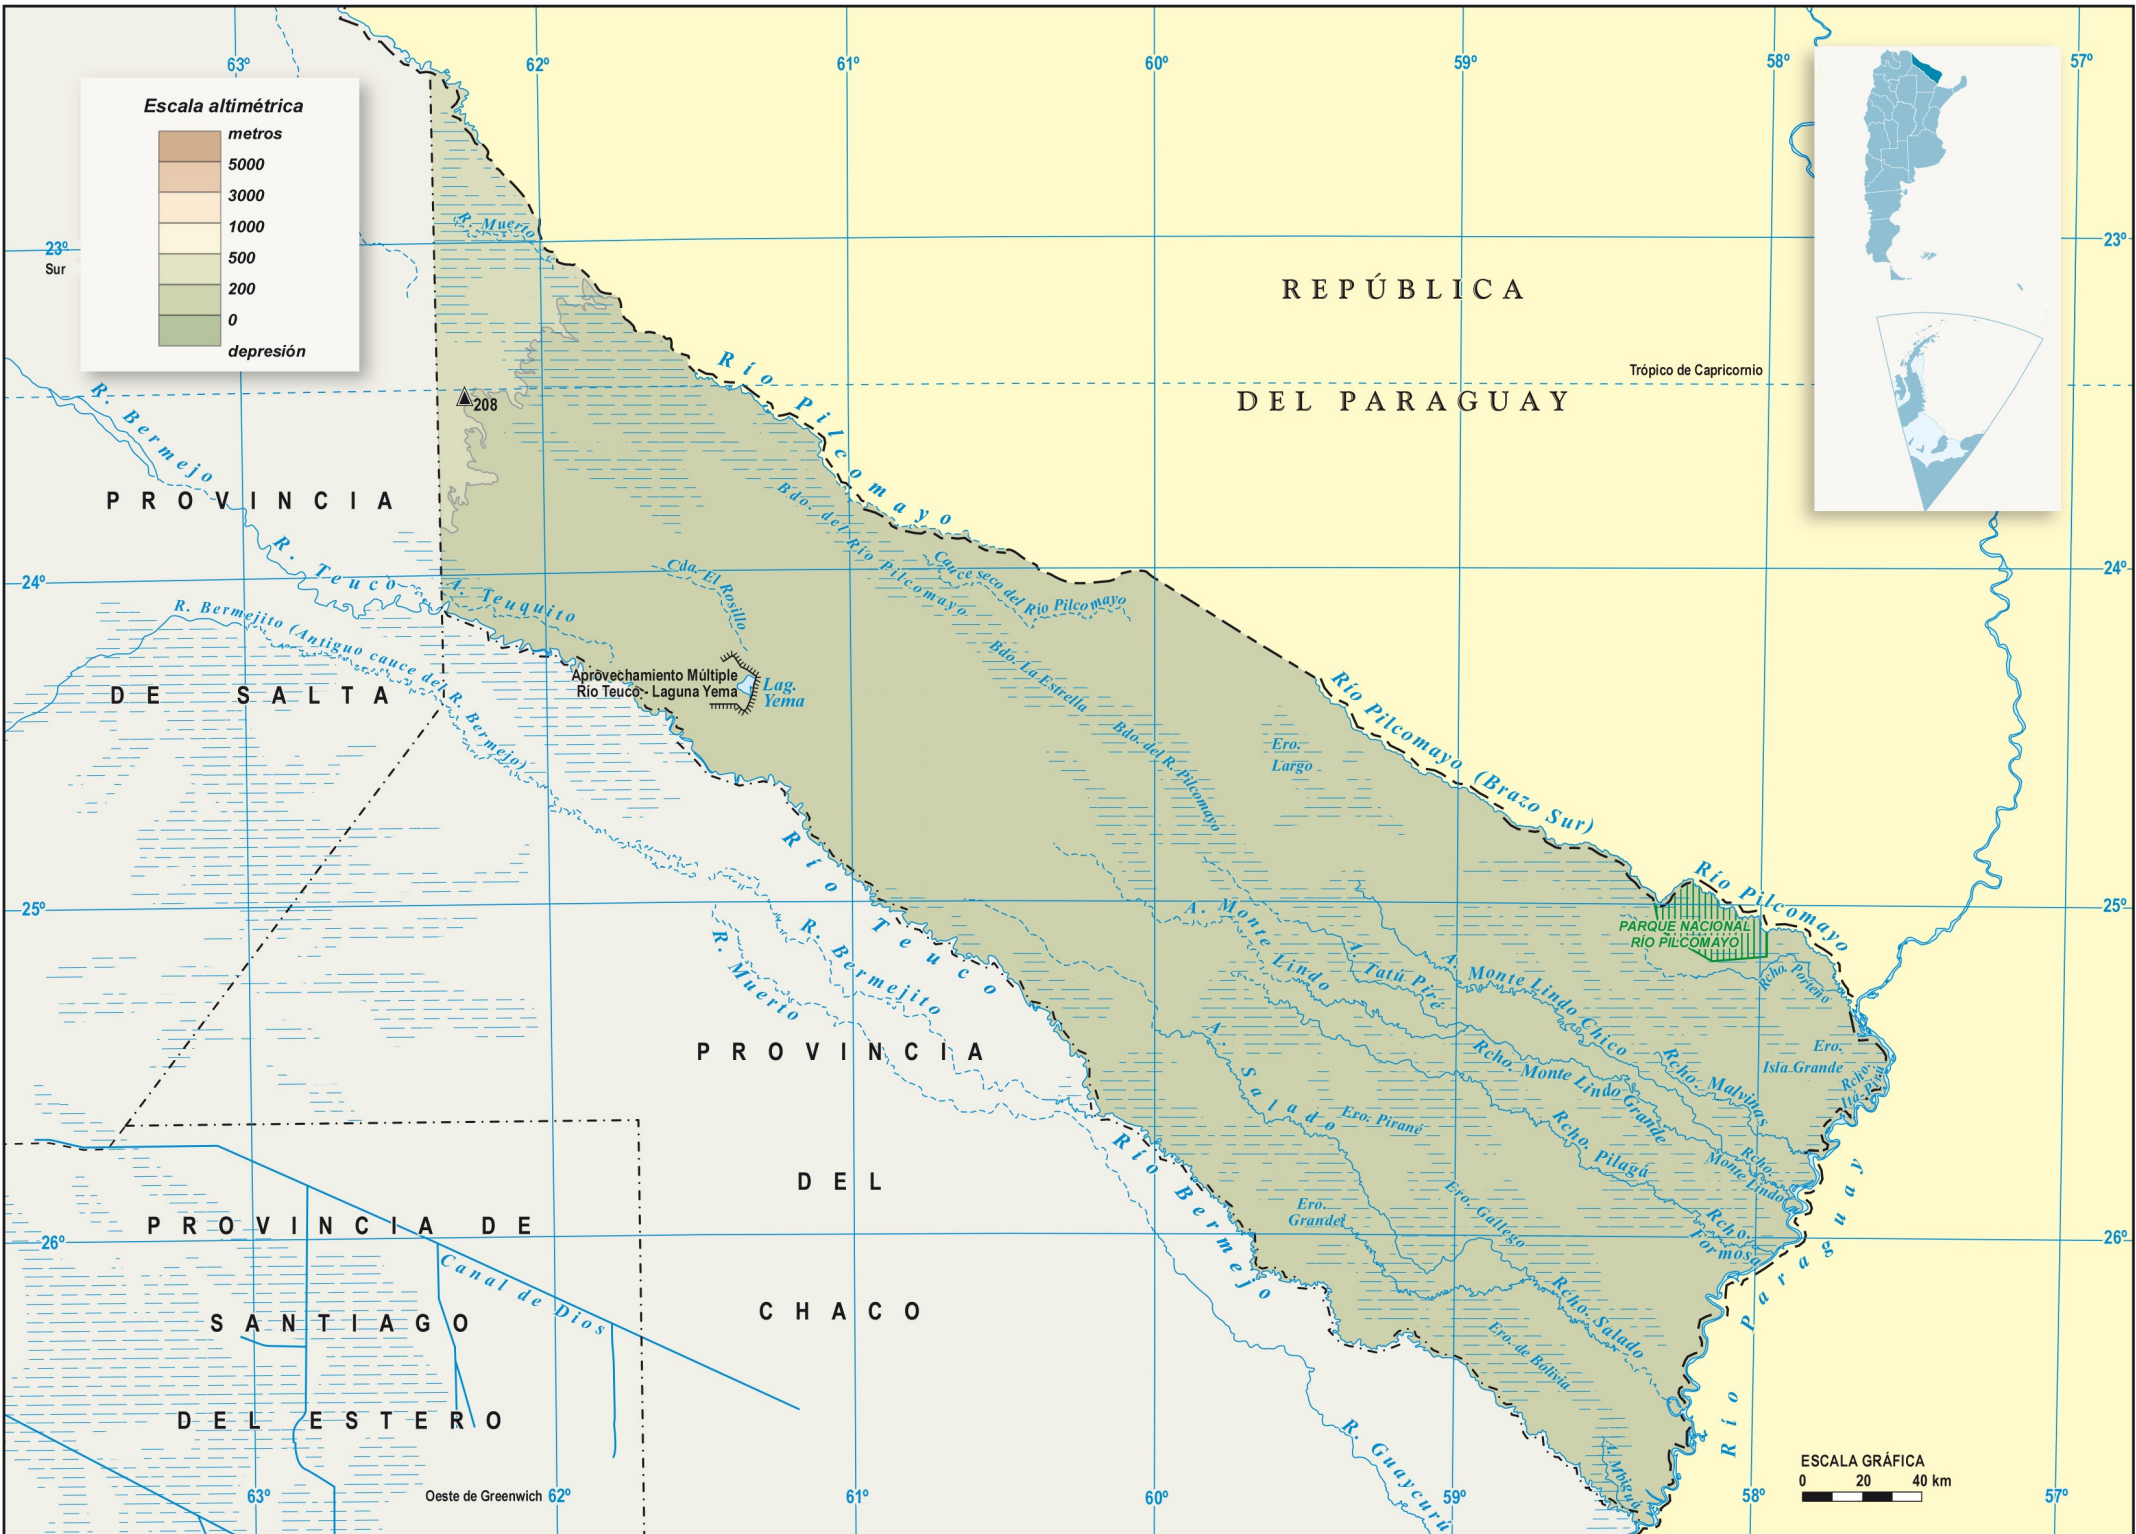 63º
62º
61º
60º
59º
58º
57º
Escala altimétrica
metros
5000
3000
1000
500
200
0
depresión
23º
Sur
23º
R. Muerto
REPÚBLICA
DEL PARAGUAY
Trópico de Capricornio
208
R. Bermejo
Río Pilcomayo
PROVINCIA
DE SALTA
R. Teuco
24º
24º
A. Teuquito
R. Bermejito (Antiguo cauce del R. Bermejo)
Cda. El Rosillo
Bdo. del Río Pilcomayo
Cauce seco del Río Pilcomayo
Aprovechamiento Múltiple
Río Teuco - Laguna Yema
Lag.
Yema
Bdo. La Estrella
Bdo. del R. Pilcomayo
Ero.
Largo
Río Pilcomayo (Brazo Sur)
Río Pilcomayo
25º
25º
PARQUE NACIONAL
RÍO PILCOMAYO
Río Teuco
R. Bermejito
R. Muerto
A. Monte Lindo
A. Tatú Piré
A. Monte Lindo Chico
Rcho. Porteño
Ero.
Isla Grande
Rcho.
Itá-Pirú
PROVINCIA
DEL
CHACO
A. Salado
Ero. Pirané
Rcho. Monte Lindo Grande
Rcho. Malvinas
Rcho. Pilagá
Rcho.
Monte Lindo
Río Bermejo
Ero.
Grande
Ero. Gallego
Rcho.
Formosa
26º
26º
PROVINCIA DE
SANTIAGO
DEL ESTERO
Canal de Dios
Rcho. Salado
Ero. de Bolivia
A. Mbiguá
Río Paraguay
R. Guaycurú
ESCALA GRÁFICA
0 20 40 km
Oeste de Greenwich
63º
62º
61º
60º
59º
58º
57º